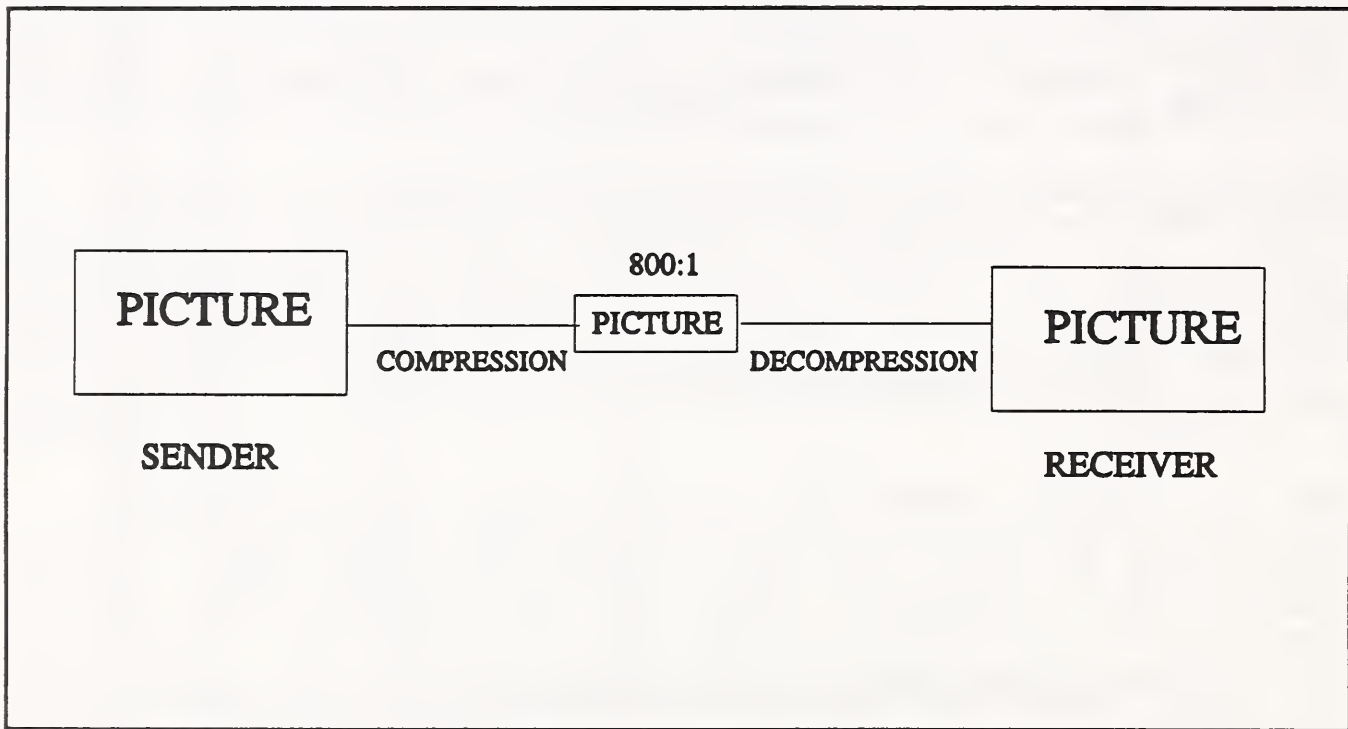 800:1
PICTURE
PICTURE
PICTURE
COMPRESSION
DECOMPRESSION
SENDER
RECEIVER